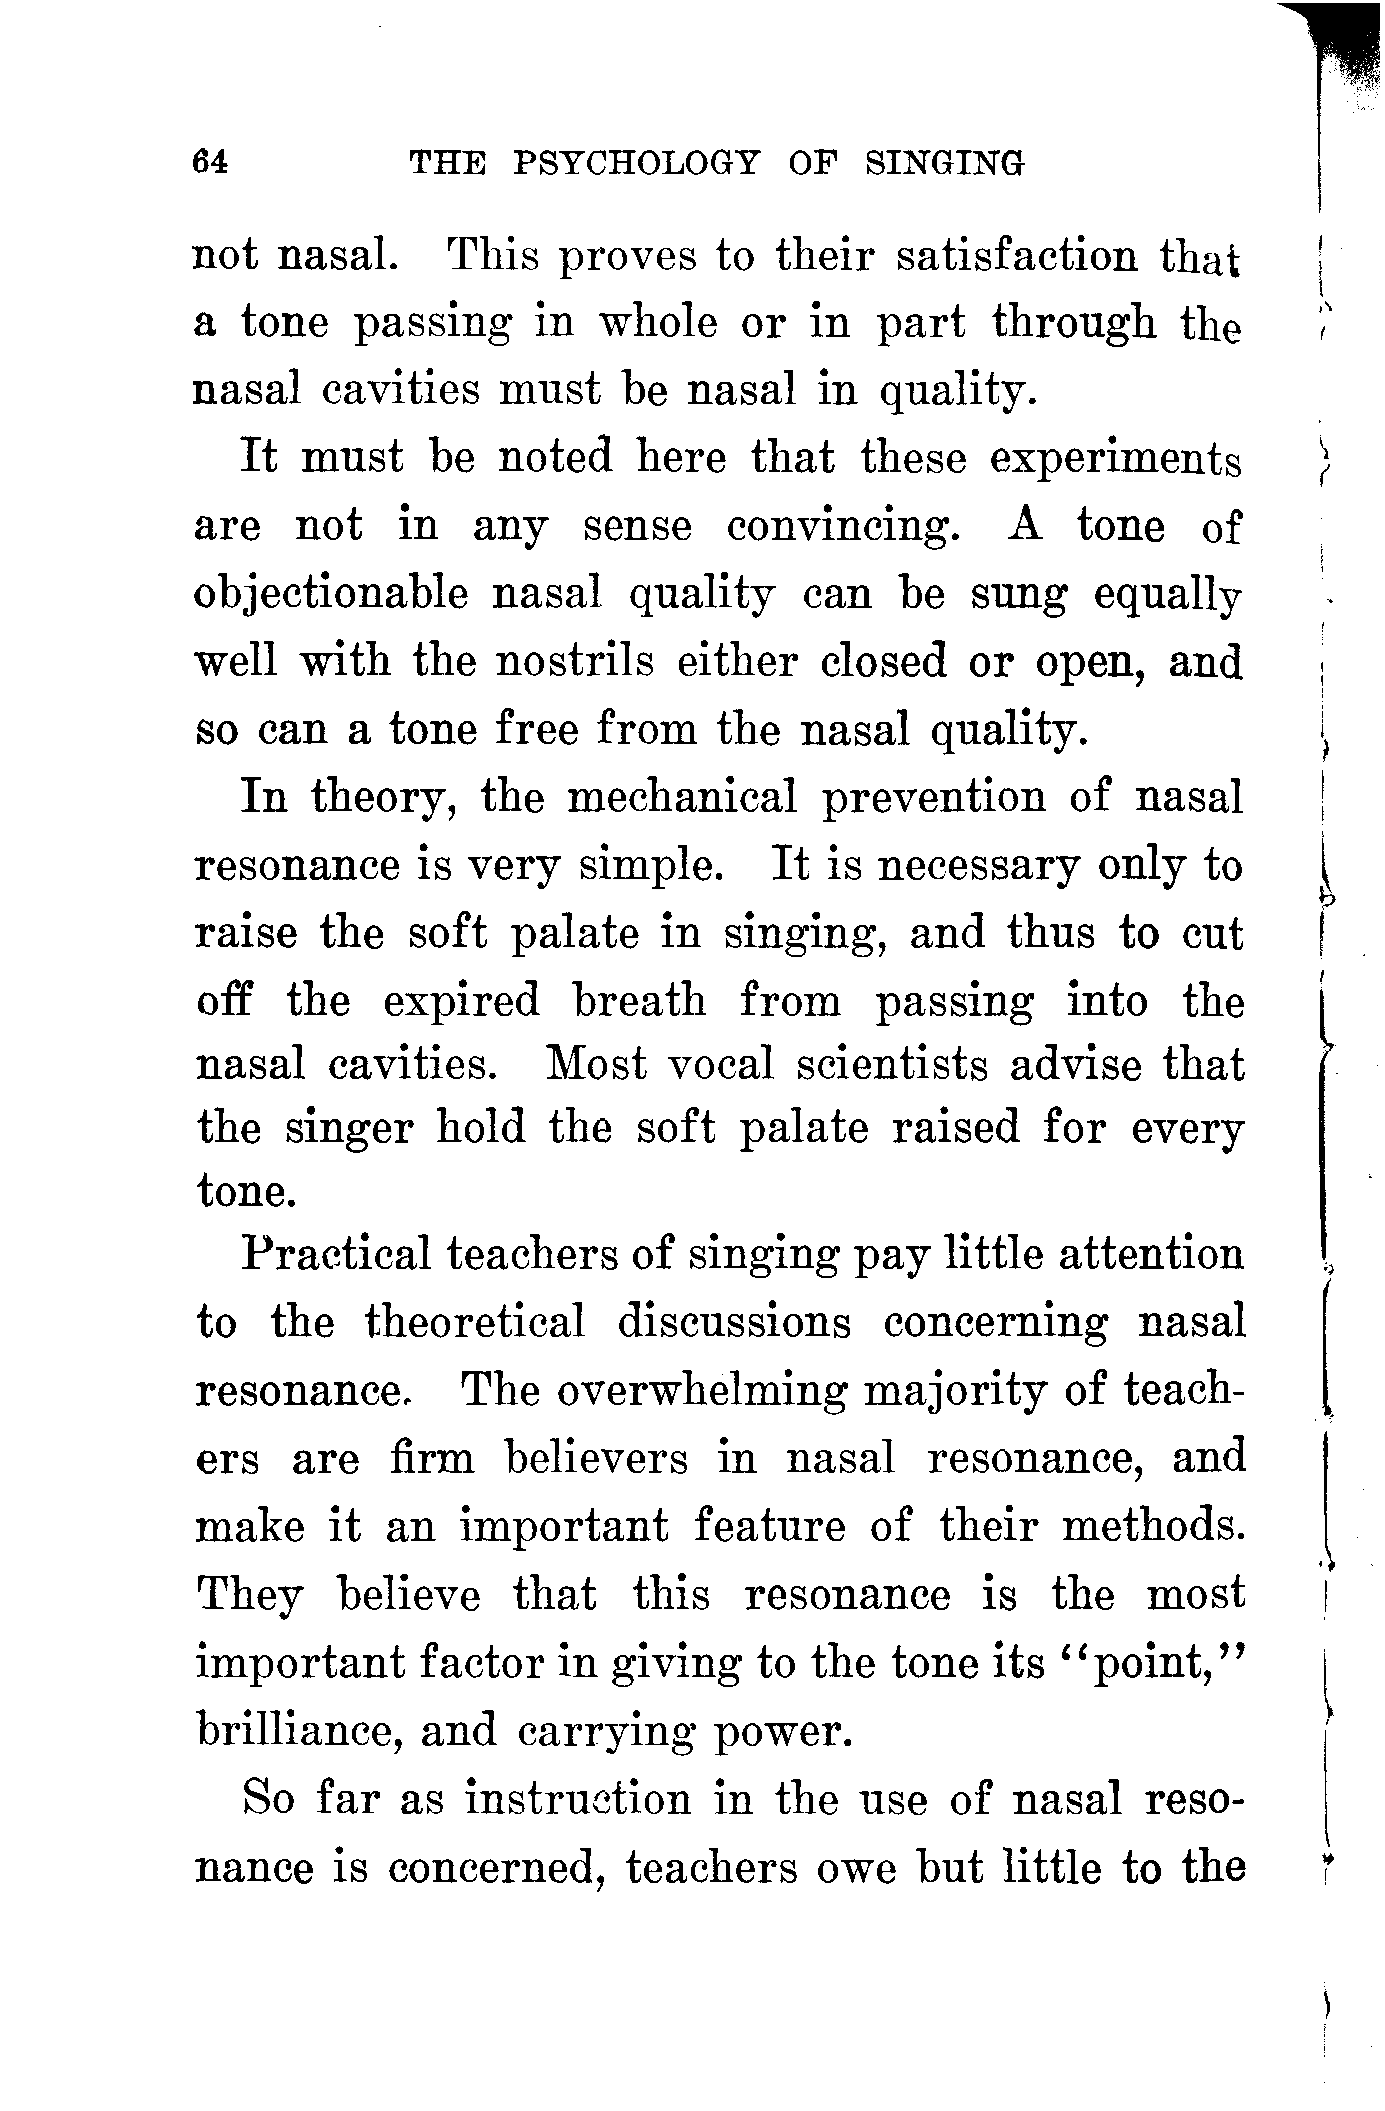 64 THE PSYCHOLOGY OF SINGING
not nasal. This proves to their satisfaction that
a tone passing in whole or in part through the
nasal cavities must be nasal in quality.
It must be noted here that these experiments
are not in any sense convincing. A tone of
objectionable nasal quality can be sung equally
well with the nostrils either closed or open, and
so can a tone free from the nasal quality.
In theory, the mechanical prevention of nasal
resonance is very simple. It is necessary only to
raise the soft palate in singing, and thus to cut
off the expired breath from passing into the
nasal cavities. Most vocal scientists advise that
the singer hold the soft palate raised for every
tone.
Practical teachers of singing pay little attention
to the theoretical discussions concerning nasal
resonance. The overwhelming majority of teach-
ers are firm believers in nasal resonance, and
make it an important feature of their methods.
They believe that this resonance is the most
important factor in giving to the tone its "point,"
brilliance, and carrying power.
So far as instruction in the use of nasal reso-
nance is concerned, teachers owe but little to the